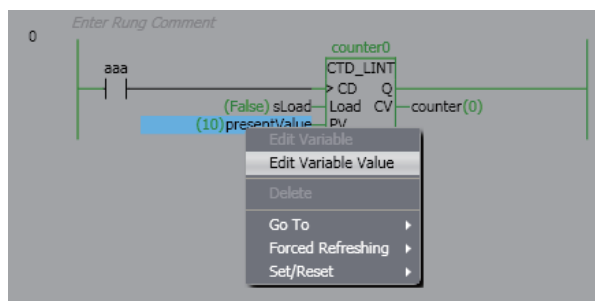 Enter Rung Comment
0
counter0
aaa
CTD_LINT
> CD Q
(False) sLoad Load CV counter(0)
(10)presentValue PV
Edit Variable
Edit Variable Value
Delete
Go To
Forced Refreshing
Set/Reset